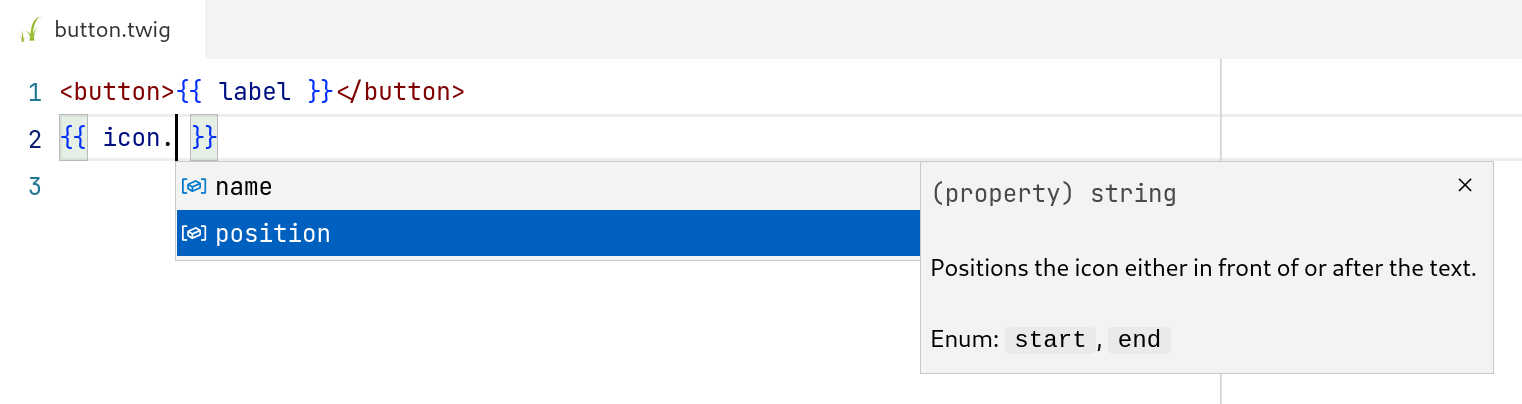 button.twig
1 <button>{{ label }}</button>
2 {{ icon. }}
3
name
position
(property) string
Positions the icon either in front of or after the text.
Enum: start, end